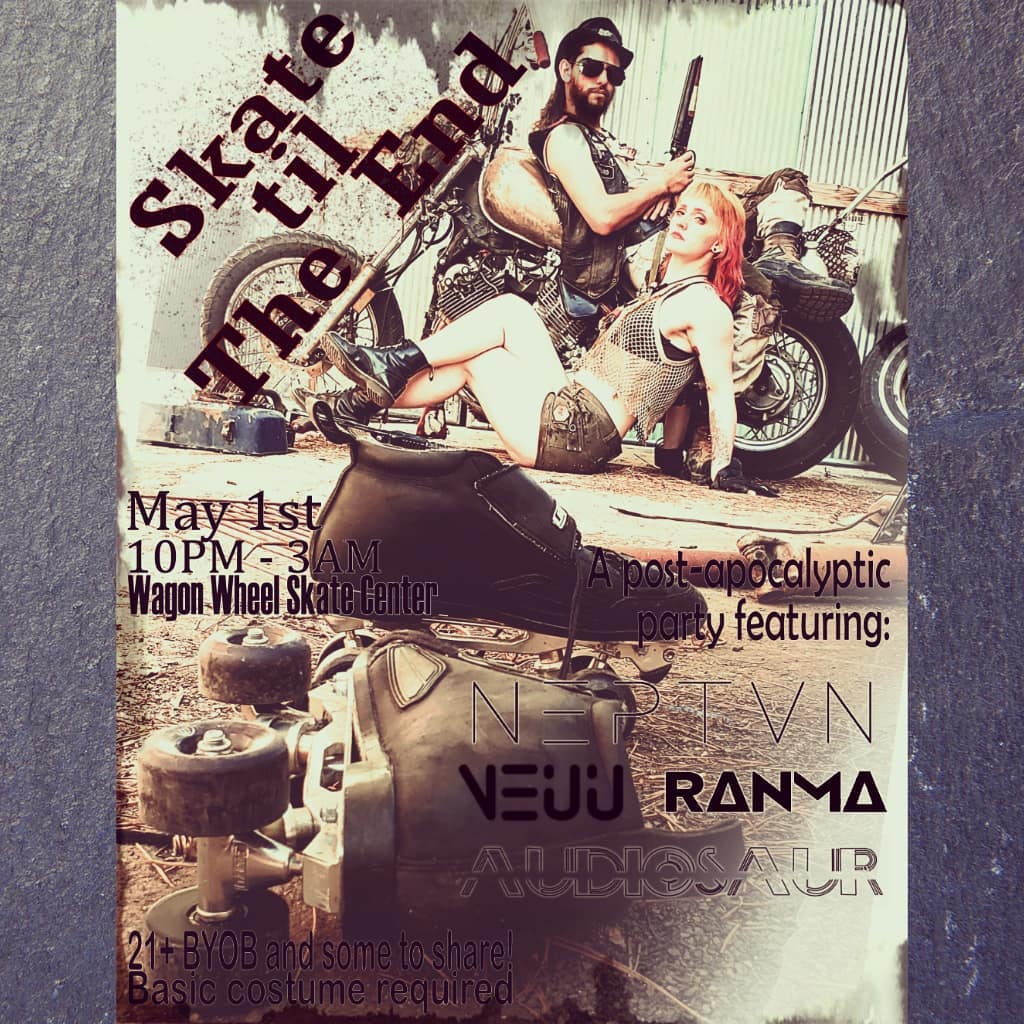 Skate
til
The End
May 1st
10PM - 3AM
Wagon Wheel Skate Center
A post-apocalyptic
party featuring:
NEPTVN
VEUU RANMA
AUDIOSAUR
21+ BYOB and some to share!
Basic costume required